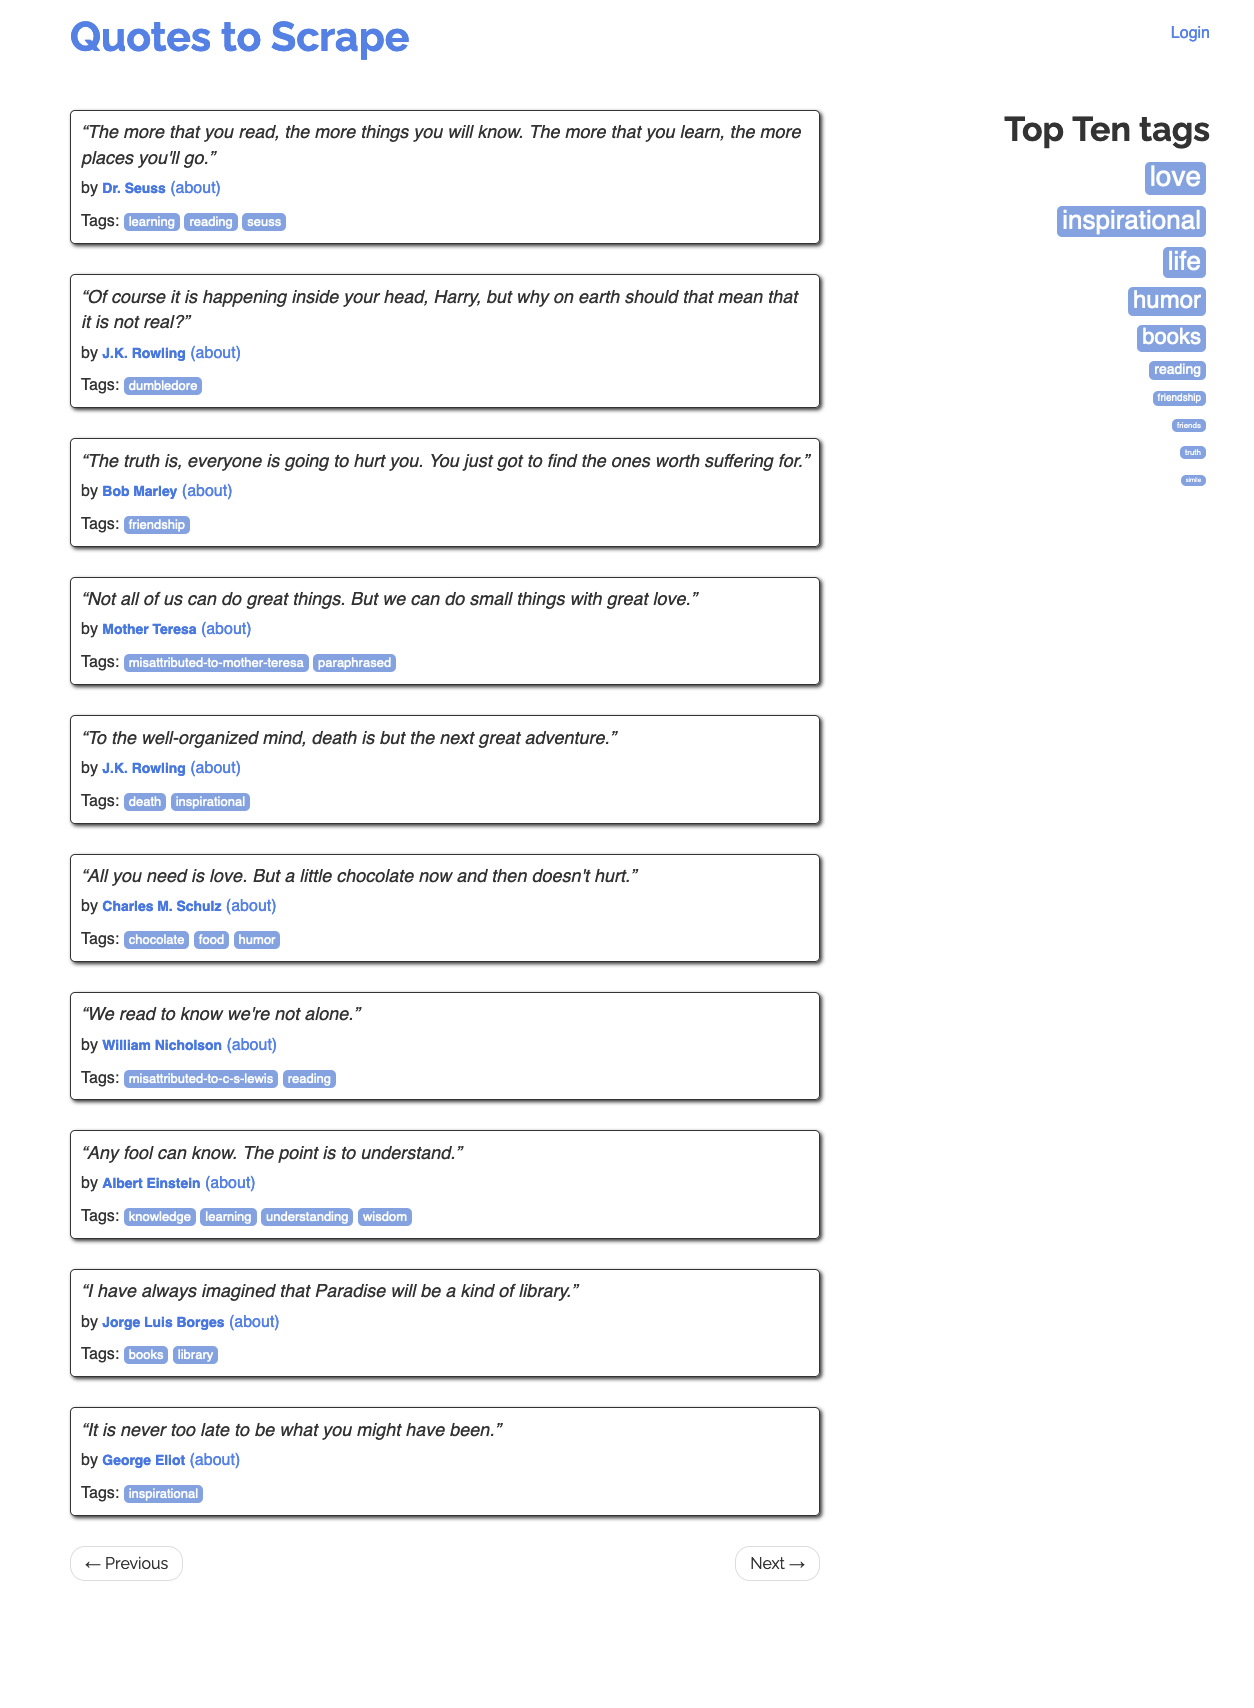 Quotes to Scrape
Login
“The more that you read, the more things you will know. The more that you learn, the more
places you'll go.”
by Dr. Seuss (about)
Tags: learning reading seuss
“Of course it is happening inside your head, Harry, but why on earth should that mean that
it is not real?”
by J.K. Rowling (about)
Tags: dumbledore
“The truth is, everyone is going to hurt you. You just got to find the ones worth suffering for.”
by Bob Marley (about)
Tags: friendship
“Not all of us can do great things. But we can do small things with great love.”
by Mother Teresa (about)
Tags: misattributed-to-mother-teresa paraphrased
“To the well-organized mind, death is but the next great adventure.”
by J.K. Rowling (about)
Tags: death inspirational
“All you need is love. But a little chocolate now and then doesn't hurt.”
by Charles M. Schulz (about)
Tags: chocolate food humor
“We read to know we're not alone.”
by William Nicholson (about)
Tags: misattributed-to-c-s-lewis reading
“Any fool can know. The point is to understand.”
by Albert Einstein (about)
Tags: knowledge learning understanding wisdom
“I have always imagined that Paradise will be a kind of library.”
by Jorge Luis Borges (about)
Tags: books library
“It is never too late to be what you might have been.”
by George Eliot (about)
Tags: inspirational
← Previous
Next →
Top Ten tags
love
inspirational
life
humor
books
reading
friendship
friends
truth
simile